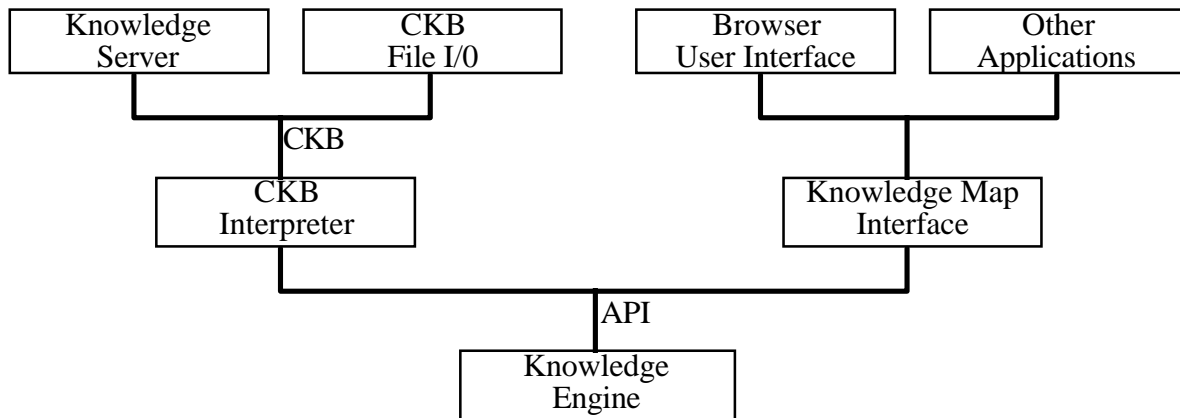 Knowledge
Server
CKB
File I/0
Browser
User Interface
Other
Applications
CKB
CKB
Interpreter
Knowledge Map
Interface
API
Knowledge
Engine